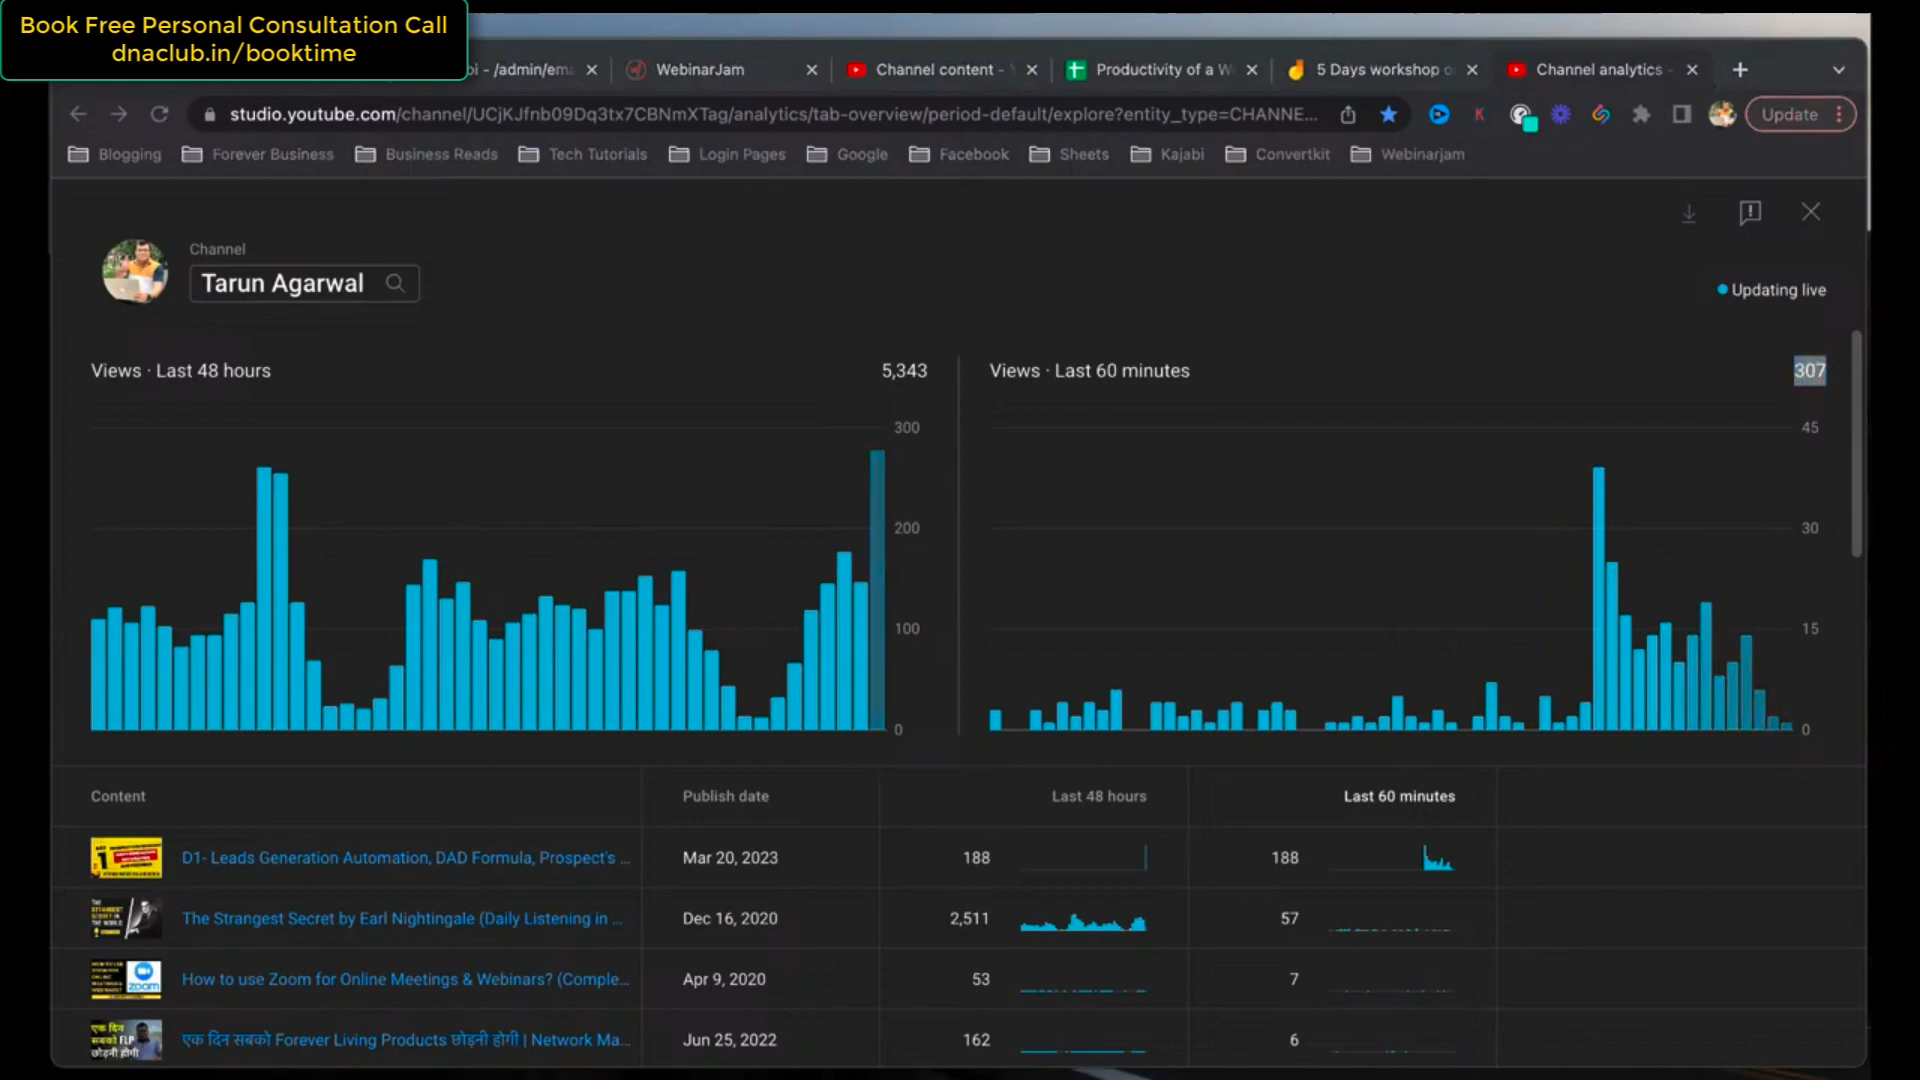 Book Free Personal Consultation Call
dnaclub.in/booktime
oi - /admin/ema
WebinarJam
Channel content -
Productivity of a W
5 Days workshop o
Channel analytics -
studio.youtube.com/channel/UCjKJfnb09Dq3tx7CBNmXTag/analytics/tab-overview/period-default/explore?entity_type=CHANNE...
Update
Blogging
Forever Business
Business Reads
Tech Tutorials
Login Pages
Google
Facebook
Sheets
Kajabi
Convertkit
Webinarjam
Channel
Tarun Agarwal
Updating live
Views · Last 48 hours 5,343
Views · Last 60 minutes 307
300
200
100
0
45
30
15
0
Content Publish date Last 48 hours Last 60 minutes
D1- Leads Generation Automation, DAD Formula, Prospect's ... Mar 20, 2023 188 188
The Strangest Secret by Earl Nightingale (Daily Listening in ... Dec 16, 2020 2,511 57
How to use Zoom for Online Meetings & Webinars? (Comple... Apr 9, 2020 53 7
zoom
एक दिन सबको Forever Living Products छोड़नी होगी | Network Ma... Jun 25, 2022 162 6
एक दिन
सबको FLP
छोड़नी होगी